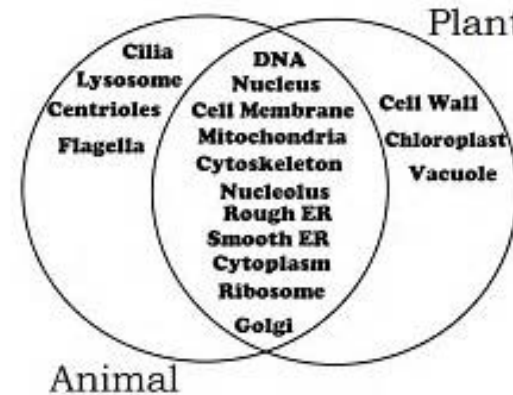 Plant
Cilia
Lysosome
Centrioles
Flagella
DNA
Nucleus
Cell Membrane
Mitochondria
Cytoskeleton
Nucleolus
Rough ER
Smooth ER
Cytoplasm
Ribosome
Golgi
Cell Wall
Chloroplast
Vacuole
Animal